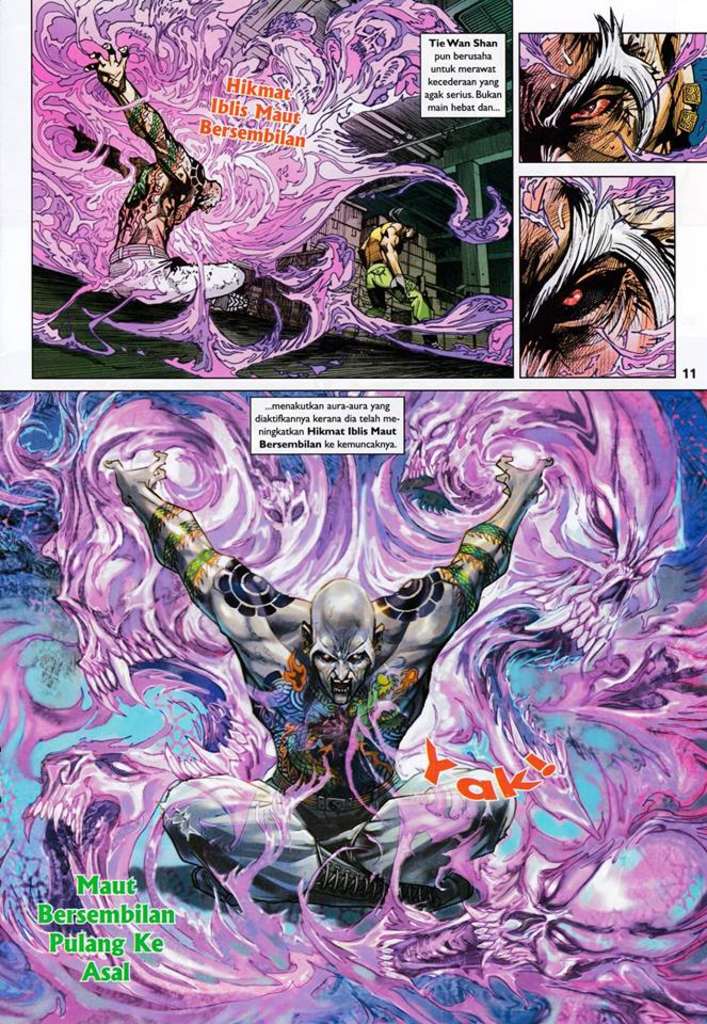 Hikmat
Iblis Maut
Bersembilan
Tie Wan Shan
pun berusaha
untuk merawat
kecederaan yang
agak serius. Bukan
main hebat dan...
11
...menakutkan aura-aura yang
diaktifkannya kerana dia telah me-
ningkatkan Hikmat Iblis Maut
Bersembilan ke kemuncaknya.
Yak!
Maut
Bersembilan
Pulang Ke
Asal